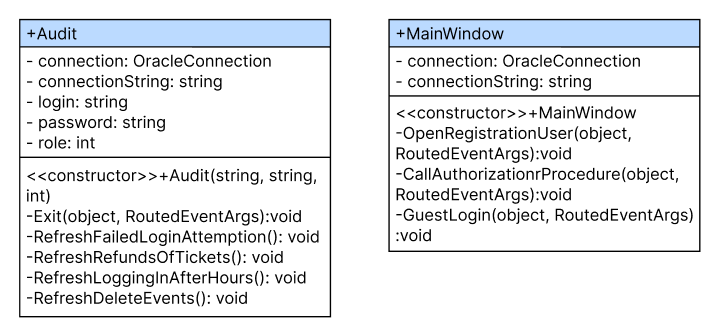 +Audit
- connection: OracleConnection
- connectionString: string
- login: string
- password: string
- role: int
<<constructor>>+Audit(string, string,
int)
-Exit(object, RoutedEventArgs):void
-RefreshFailedLoginAttemption(): void
-RefreshRefundsOfTickets(): void
-RefreshLoggingInAfterHours(): void
-RefreshDeleteEvents(): void
+MainWindow
- connection: OracleConnection
- connectionString: string
<<constructor>>+MainWindow
-OpenRegistrationUser(object,
RoutedEventArgs):void
-CallAuthorizationrProcedure(object,
RoutedEventArgs):void
-GuestLogin(object, RoutedEventArgs)
:void